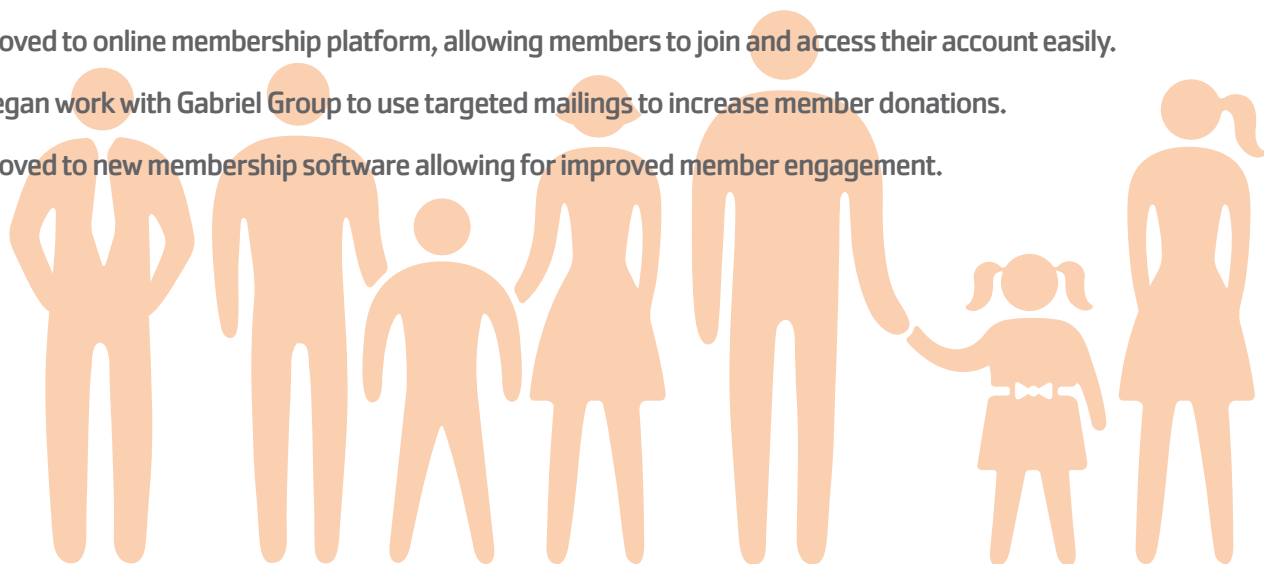 oved to online membership platform, allowing members to join and access their account easily.
egan work with Gabriel Group to use targeted mailings to increase member donations.
oved to new membership software allowing for improved member engagement.